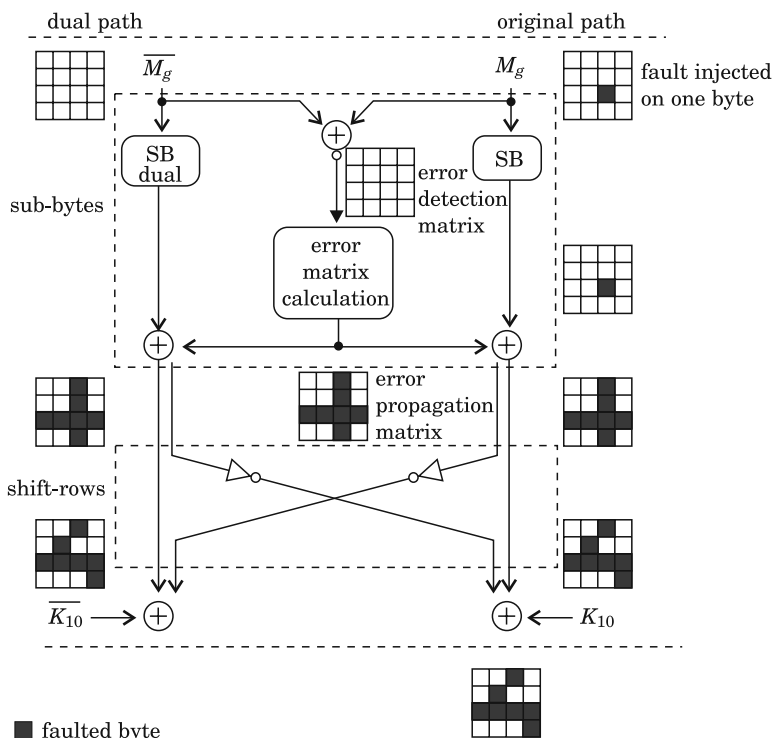 dual path
original path
$\overline{M_g}$
$M_g$
fault injected
on one byte
SB
dual
SB
error
detection
matrix
sub-bytes
error
matrix
calculation
error
propagation
matrix
shift-rows
$\overline{K_{10}}$
$K_{10}$
faulted byte